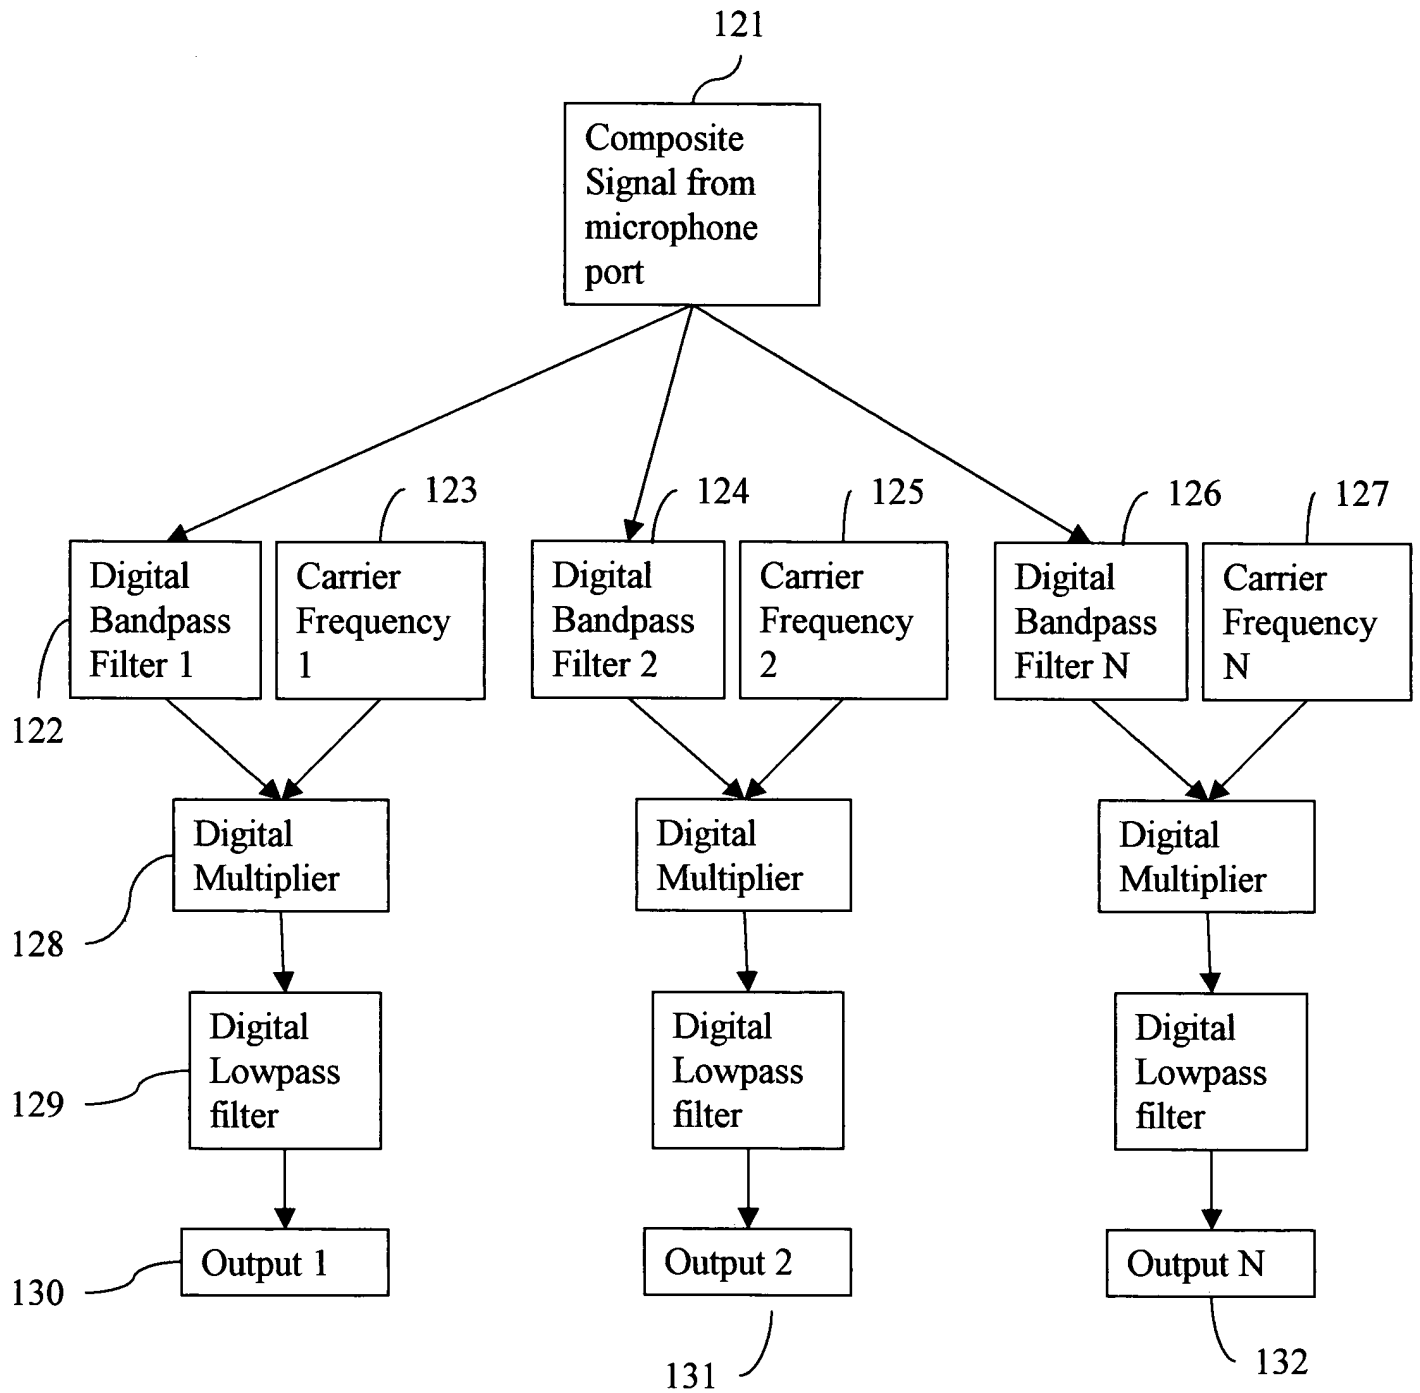 121
Composite
Signal from
microphone
port
123
124
125
126
127
Digital
Bandpass
Filter 1
Carrier
Frequency
1
Digital
Bandpass
Filter 2
Carrier
Frequency
2
Digital
Bandpass
Filter N
Carrier
Frequency
N
122
Digital
Multiplier
Digital
Multiplier
Digital
Multiplier
128
Digital
Lowpass
filter
Digital
Lowpass
filter
Digital
Lowpass
filter
129
Output 1
Output 2
Output N
130
131
132